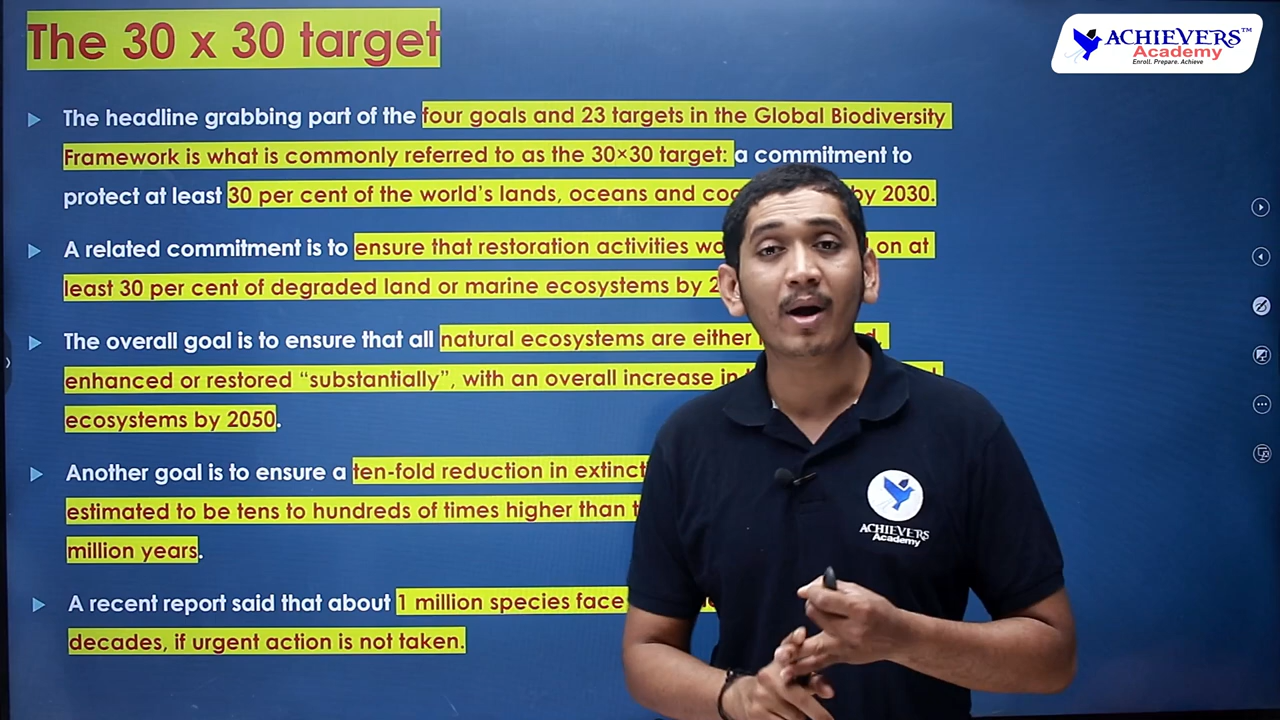 The 30 x 30 target
ACHIEVERS™
Academy
Enroll. Prepare. Achieve
The headline grabbing part of the four goals and 23 targets in the Global Biodiversity
Framework is what is commonly referred to as the 30×30 target: a commitment to
protect at least 30 per cent of the world's lands, oceans and by 2030.
A related commitment is to ensure that restoration activities on at
least 30 per cent of degraded land or marine ecosystems by
The overall goal is to ensure that all natural ecosystems are either
enhanced or restored “substantially”, with an overall increase in
ecosystems by 2050.
Another goal is to ensure a ten-fold reduction in
estimated to be tens to hundreds of times higher than
million years.
A recent report said that about 1 million species face
decades, if urgent action is not taken.
ACHIEVERS
Academy